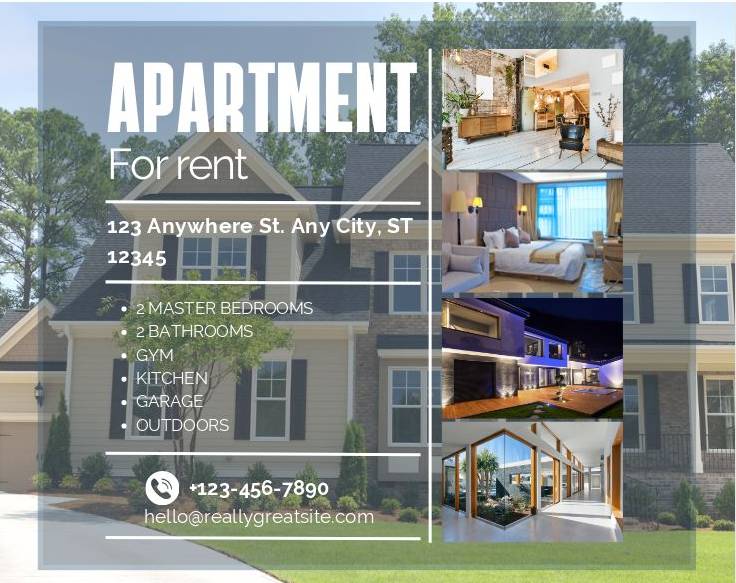 APARTMENT
For rent
123 Anywhere St. Any City, ST
12345
• 2 MASTER BEDROOMS
• 2 BATHROOMS
• GYM
• KITCHEN
• GARAGE
• OUTDOORS
+123-456-7890
hello@reallygreatsite.com